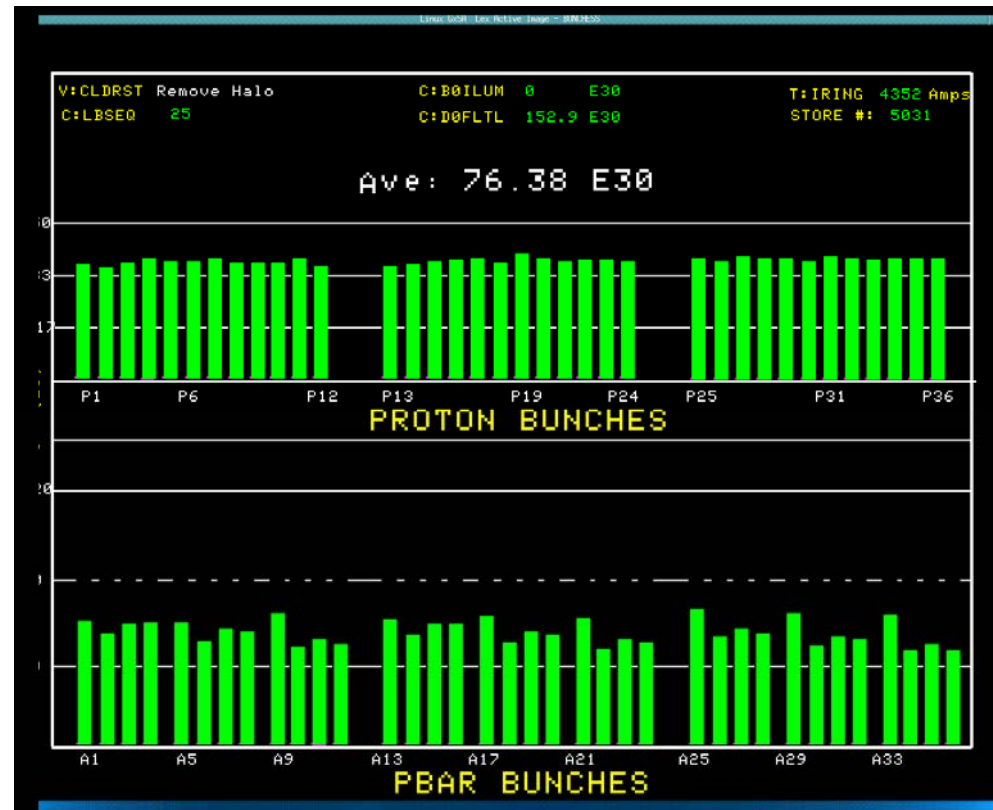 V:CLDRST Remove Halo C:B0ILUM 0 E30 T:IRING 4352 Amps
C:LBSEQ 25 C:D0FLTL 152.9 E30 STORE #: 5031
Ave: 76.38 E30
P1 P6 P12 P13 P19 P24 P25 P31 P36
PROTON BUNCHES
A1 A5 A9 A13 A17 A21 A25 A29 A33
PBAR BUNCHES